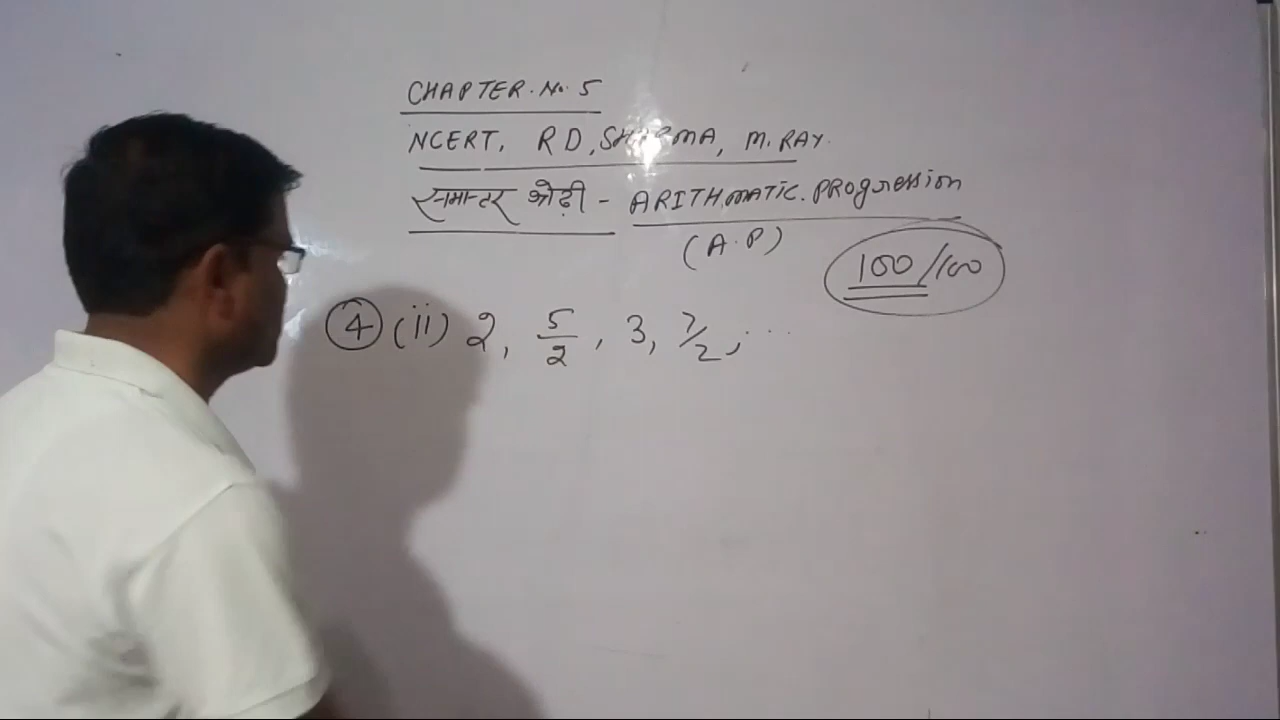 CHAPTER. No. 5
NCERT, R D, SHARMA, M. RAY.
समान्तर श्रेढ़ी - ARITHMATIC. PROGRESSION
(A.P)
100/100
4 (ii) 2, 5/2, 3, 7/2, ...